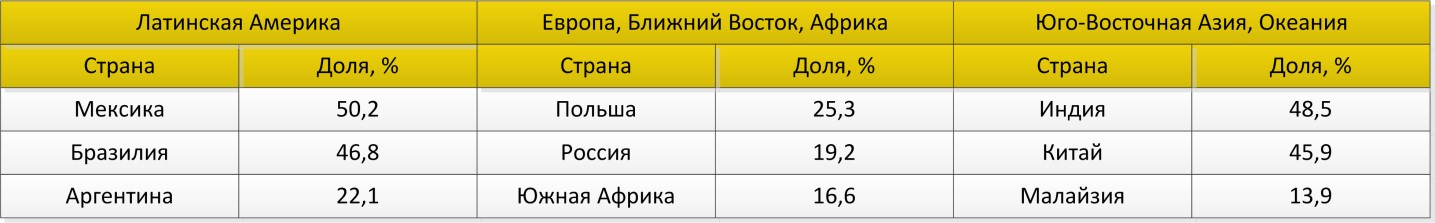 Латинская Америка Европа, Ближний Восток, Африка Юго-Восточная Азия, Океания
Страна Доля, % Страна Доля, % Страна Доля, %
Мексика 50,2 Польша 25,3 Индия 48,5
Бразилия 46,8 Россия 19,2 Китай 45,9
Аргентина 22,1 Южная Африка 16,6 Малайзия 13,9